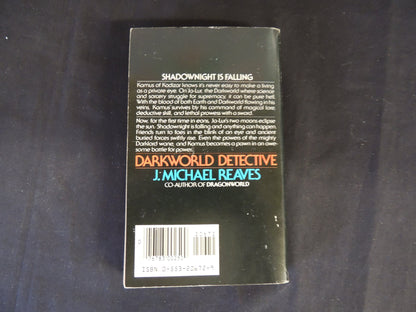 SHADOWNIGHT IS FALLING
Kamus of Kadizar knows it's never easy to make a living
as a private eye. On Ja-Lur, the Darkworld where science
and sorcery struggle for supremacy, it can be pure hell.
With the blood of both Earth and Darkworld flowing in his
veins, Kamus survives by his command of magical lore,
deductive skill, and lethal prowess with a sword.
Now, for the first time in eons, Ja-Lur's two moons eclipse
the sun. Shadownight is falling and anything can happen.
Friends turn to foes in the blink of an eye and ancient
buried forces swiftly rise. Even the powers of the mighty
Darklord wane, and Kamus becomes a pawn in an awe-
some battle for power.
DARKWORLD DETECTIVE
J. MICHAEL REAVES
CO-AUTHOR OF DRAGONWORLD